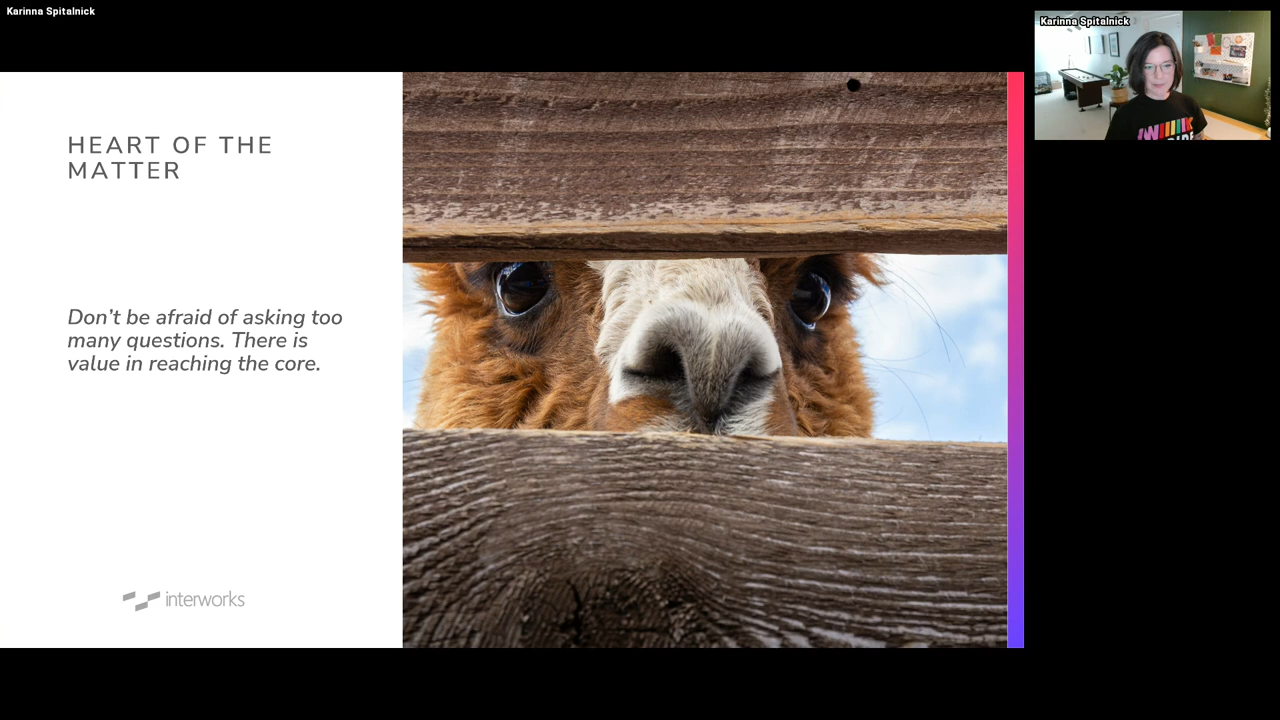 Karinna Spitalnick
Karinna Spitalnick
HEART OF THE
MATTER
Don't be afraid of asking too
many questions. There is
value in reaching the core.
interworks